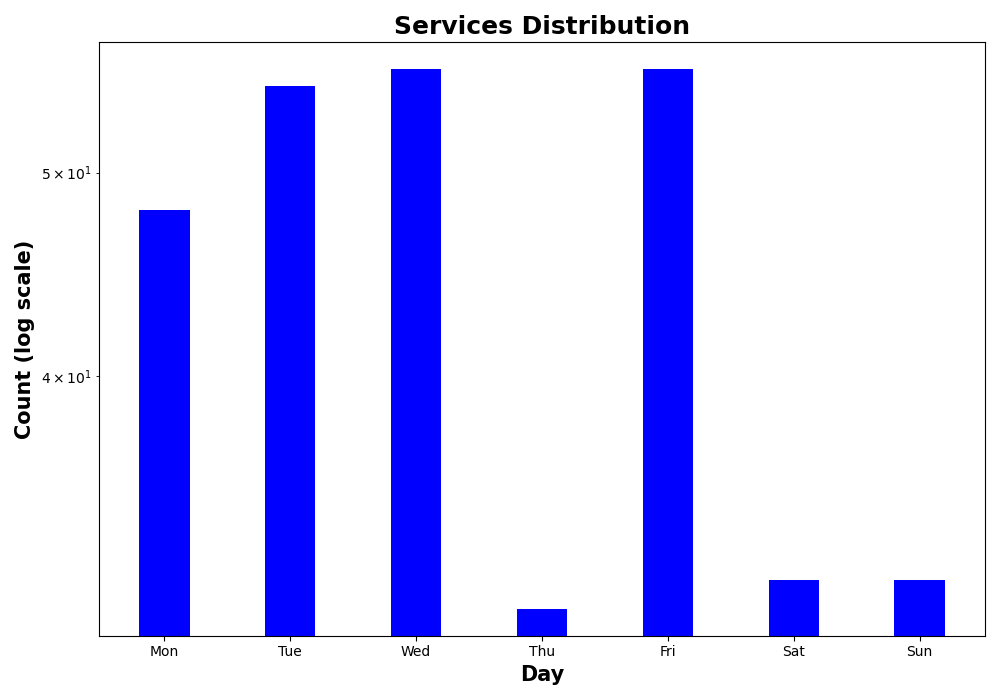 Services Distribution
Count (log scale)
5 × 10¹
4 × 10¹
Mon Tue Wed Thu Fri Sat Sun
Day